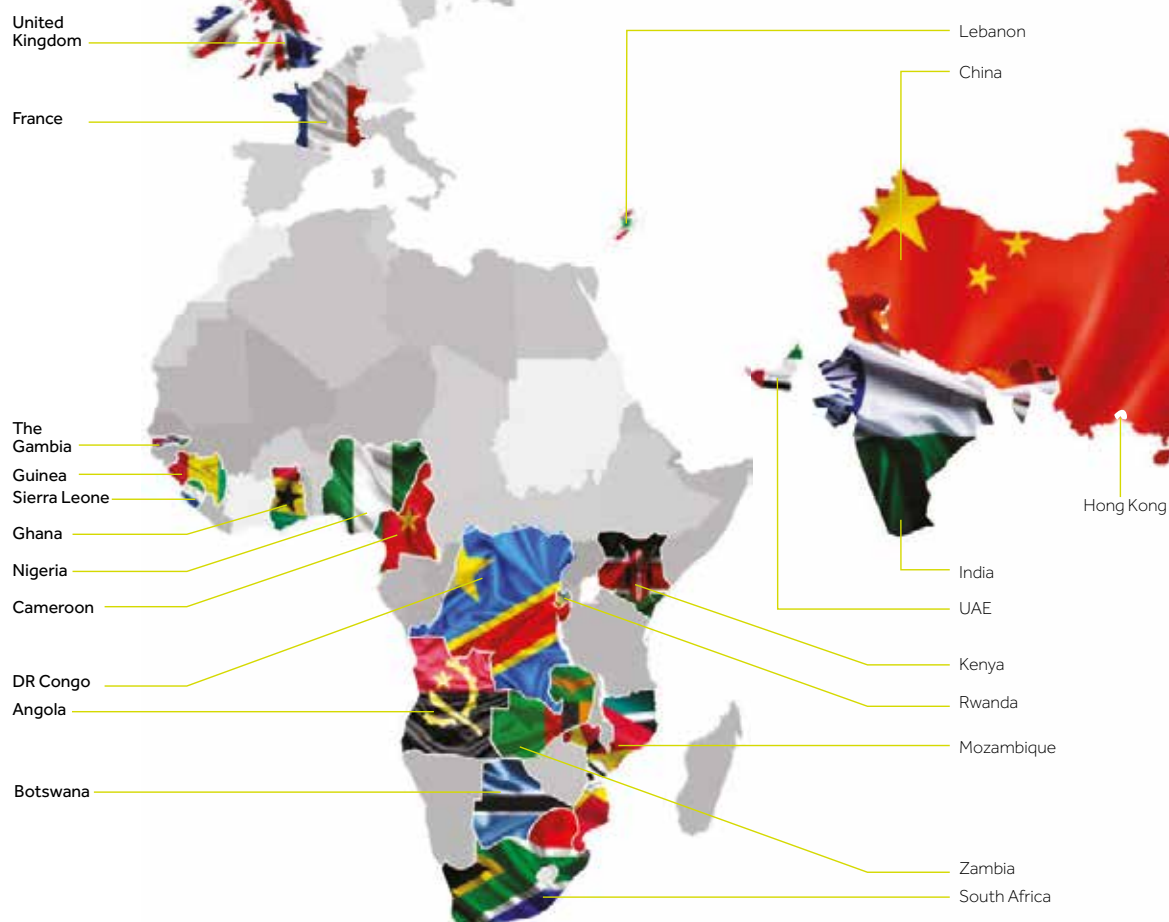 United
Kingdom
France
The
Gambia
Guinea
Sierra Leone
Ghana
Nigeria
Cameroon
DR Congo
Angola
Botswana
Lebanon
China
Hong Kong
India
UAE
Kenya
Rwanda
Mozambique
Zambia
South Africa